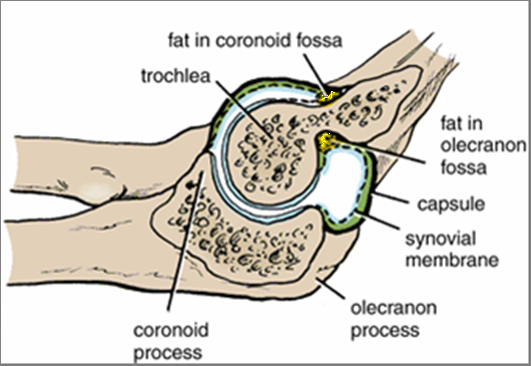 fat in coronoid fossa
trochlea
fat in
olecranon
fossa
capsule
synovial
membrane
olecranon
process
coronoid
process